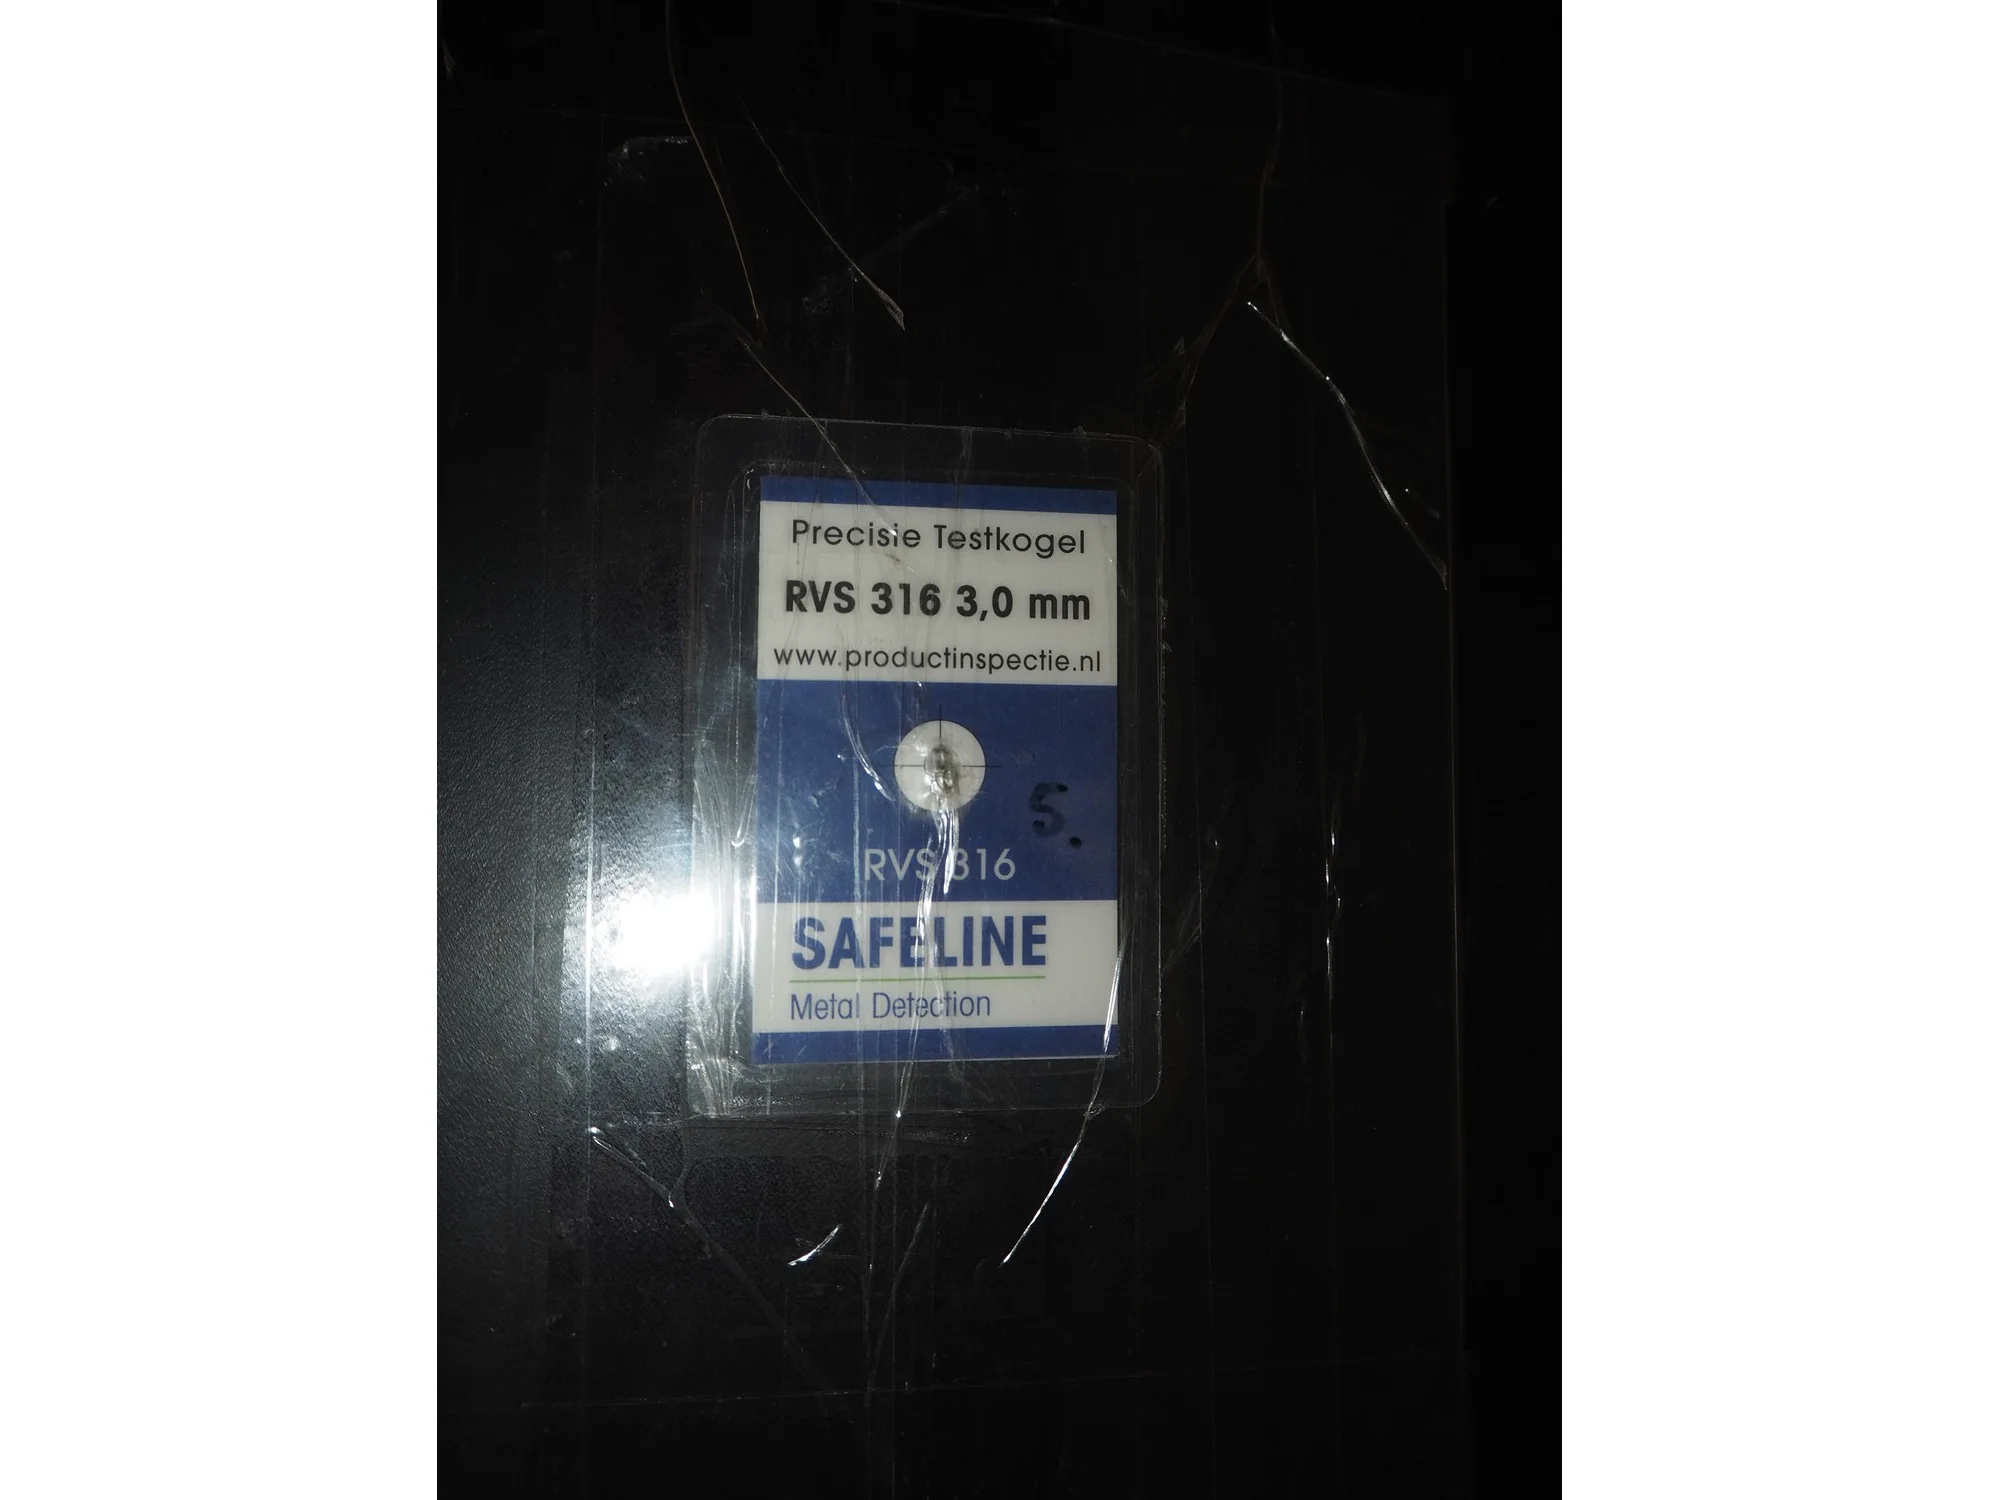 Precisie Testkogel
RVS 316 3,0 mm
www.productinspectie.nl
5.
RVS 316
SAFELINE
Metal Detection